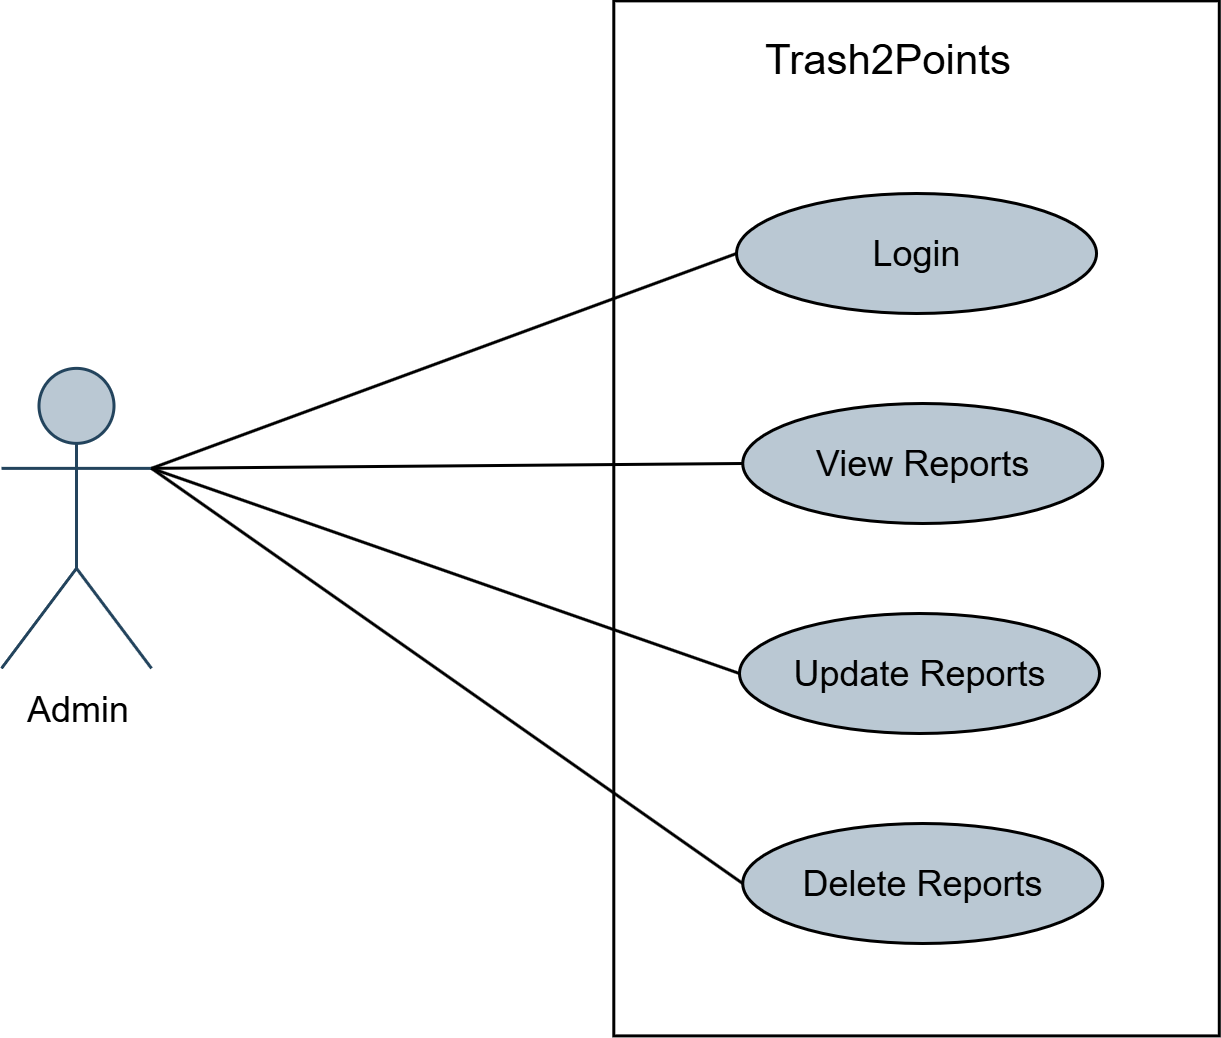 Trash2Points
Login
View Reports
Update Reports
Admin
Delete Reports